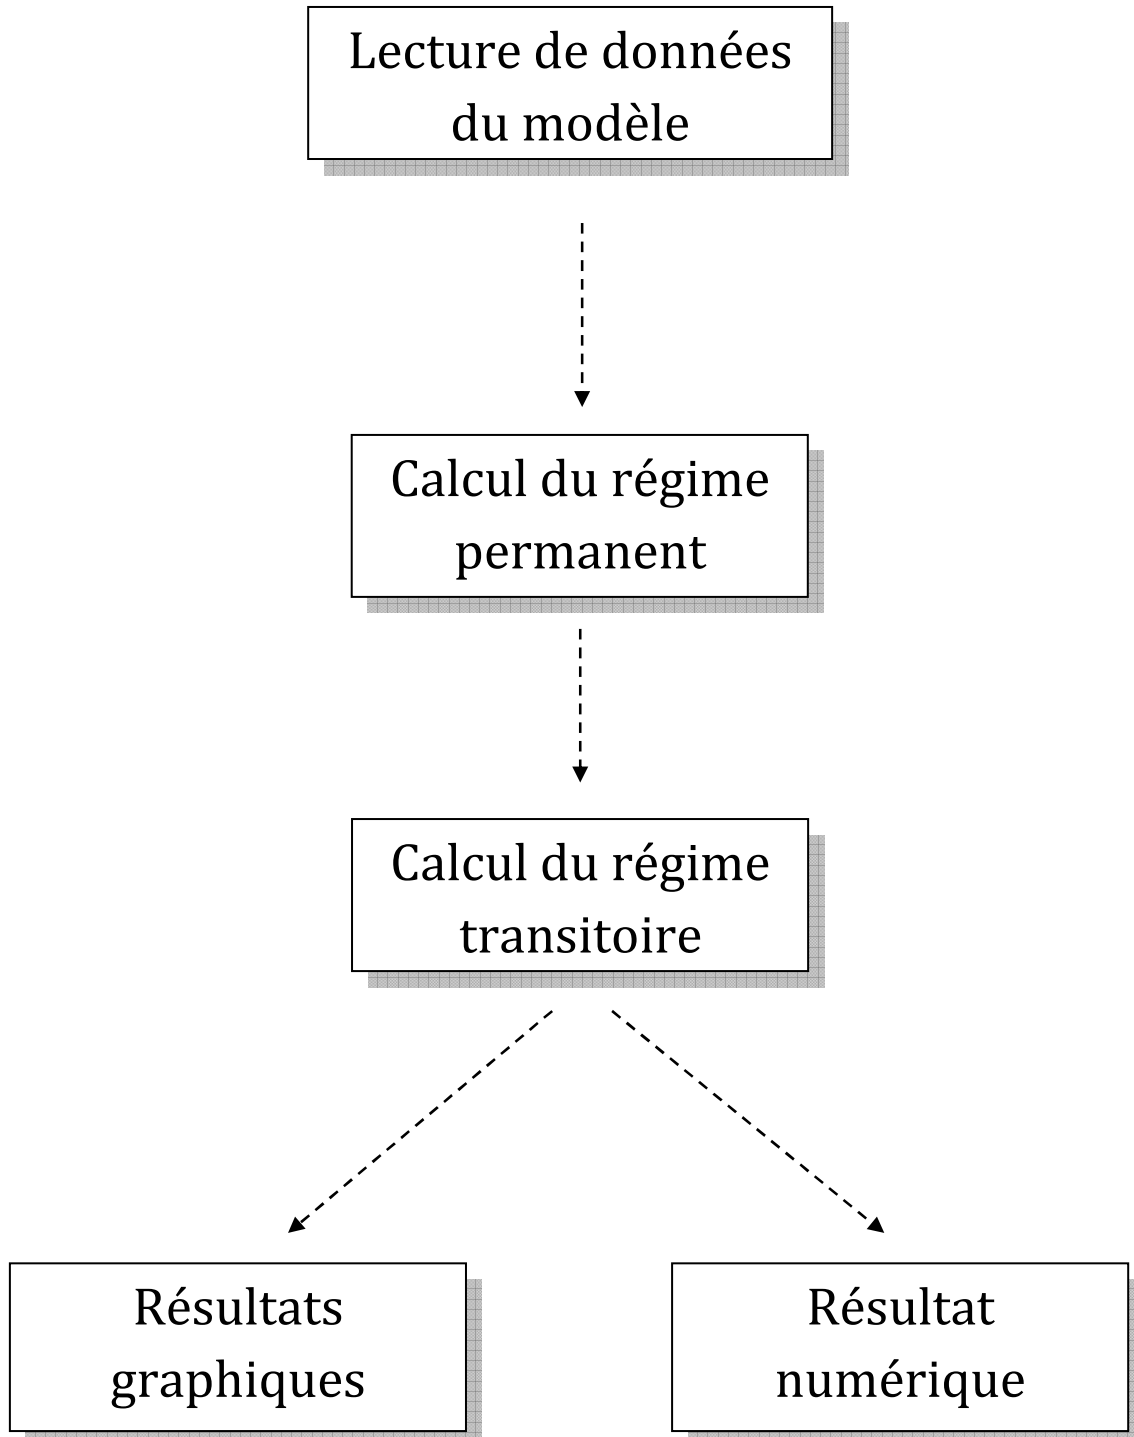 Lecture de données
du modèle
Calcul du régime
permanent
Calcul du régime
transitoire
Résultats
graphiques
Résultat
numérique